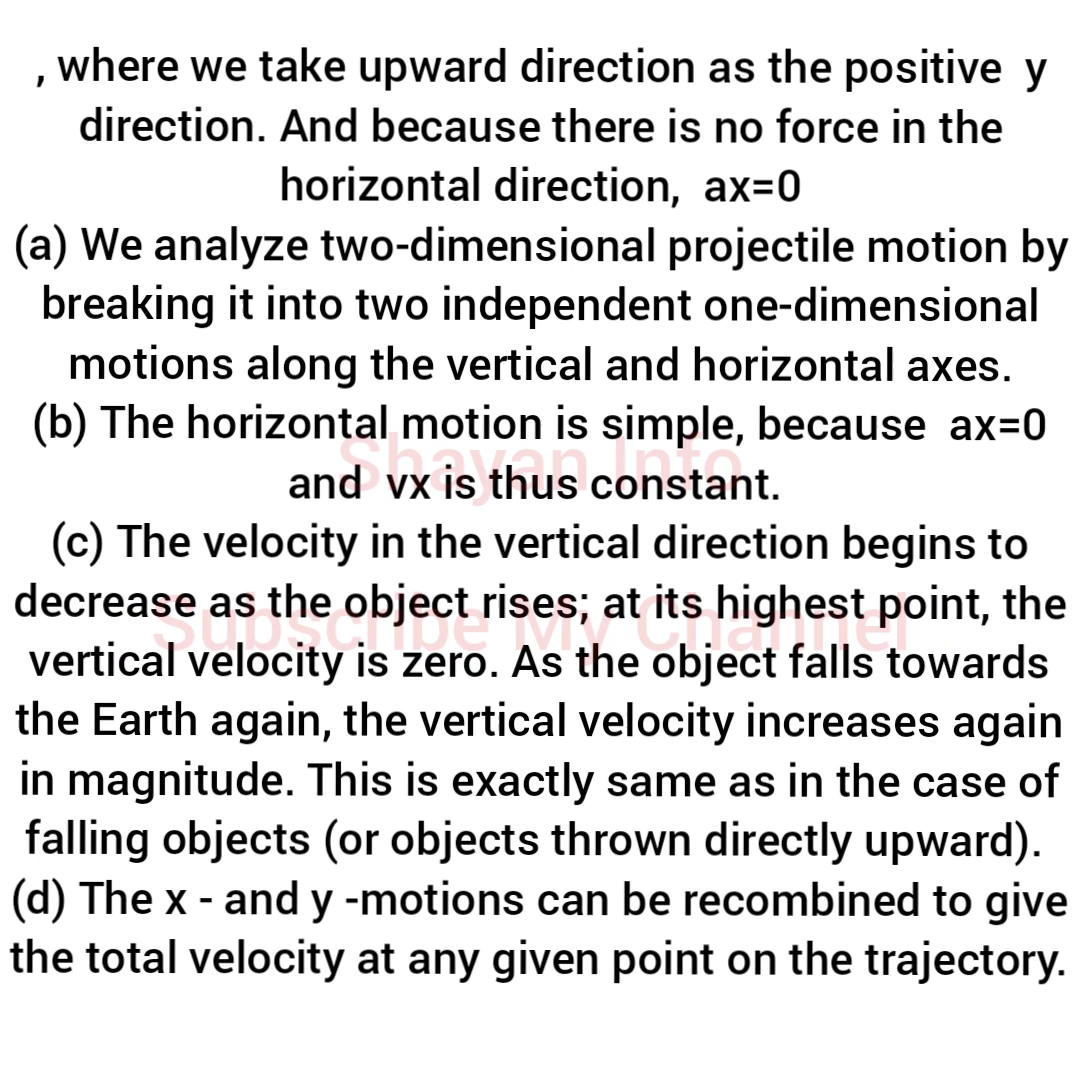 , where we take upward direction as the positive  y
direction. And because there is no force in the
horizontal direction,  ax=0
(a) We analyze two-dimensional projectile motion by
breaking it into two independent one-dimensional
motions along the vertical and horizontal axes.
(b) The horizontal motion is simple, because  ax=0
Shayan Info
and  vx is thus constant.
(c) The velocity in the vertical direction begins to
decrease as the object rises; at its highest point, the
Subscribe My Channel
vertical velocity is zero. As the object falls towards
the Earth again, the vertical velocity increases again
in magnitude. This is exactly same as in the case of
falling objects (or objects thrown directly upward).
(d) The x - and y -motions can be recombined to give
the total velocity at any given point on the trajectory.